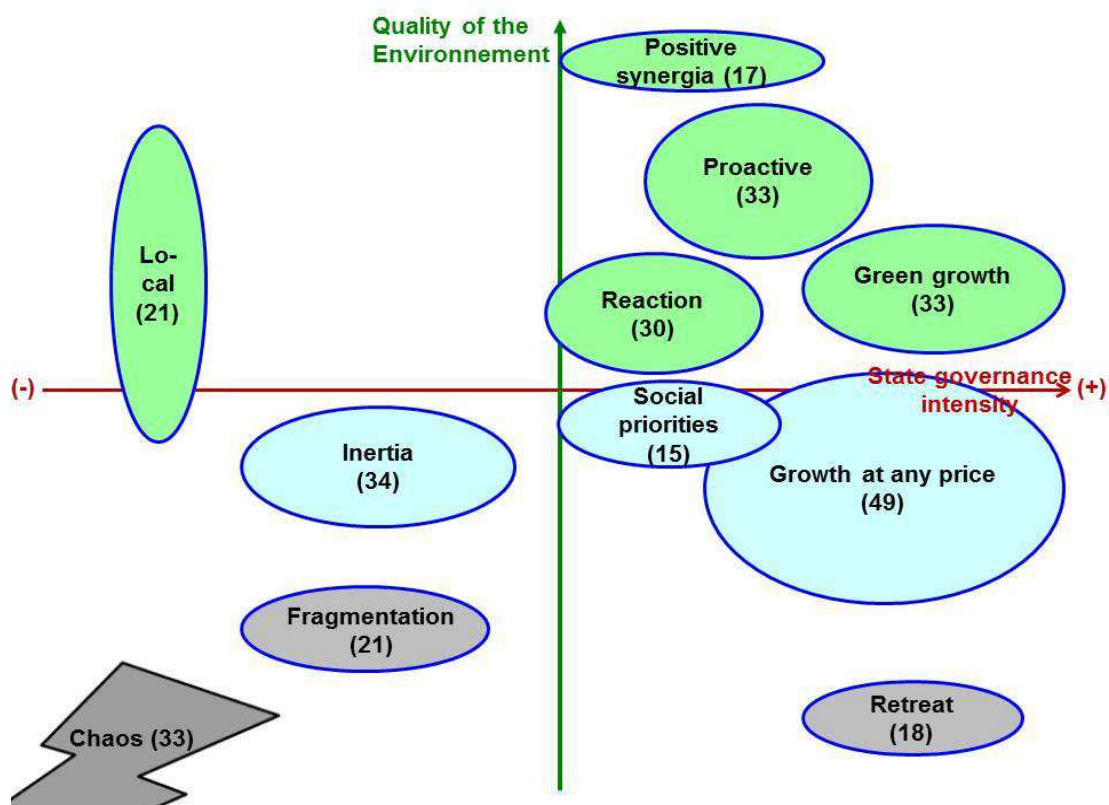 Quality of the
Environnement
Positive
synergia (17)
Proactive
(33)
Lo-
cal
(21)
Green growth
(33)
Reaction
(30)
(-)
State governance
intensity
(+)
Social
priorities
(15)
Inertia
(34)
Growth at any price
(49)
Fragmentation
(21)
Retreat
(18)
Chaos (33)